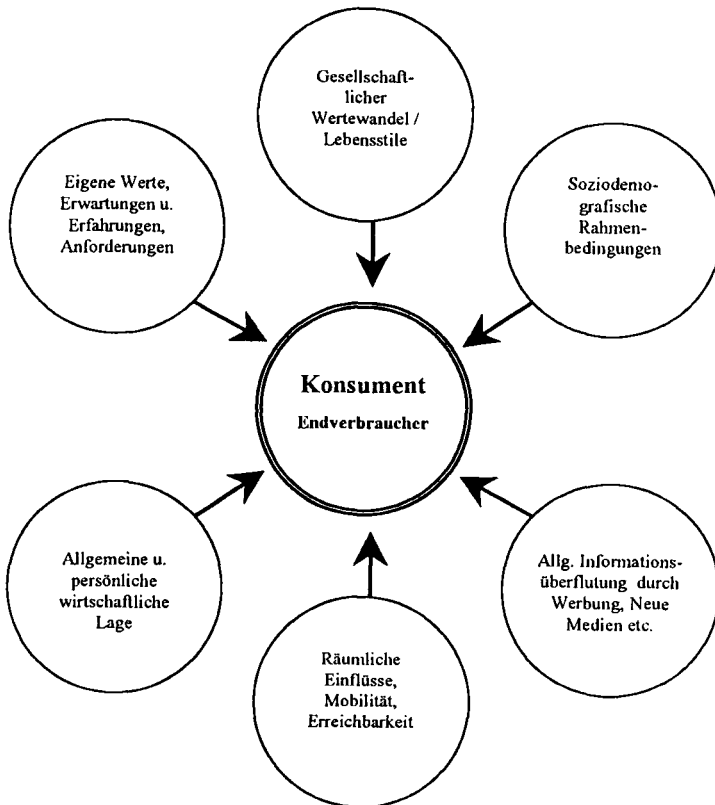 Gesellschaft-
licher
Wertewandel /
Lebensstile
Eigene Werte,
Erwartungen u.
Erfahrungen,
Anforderungen
Soziodemo-
grafische
Rahmen-
bedingungen
Konsument
Endverbraucher
Allgemeine u.
persönliche
wirtschaftliche
Lage
Allg. Informations-
überflutung durch
Werbung, Neue
Medien etc.
Räumliche
Einflüsse,
Mobilität,
Erreichbarkeit